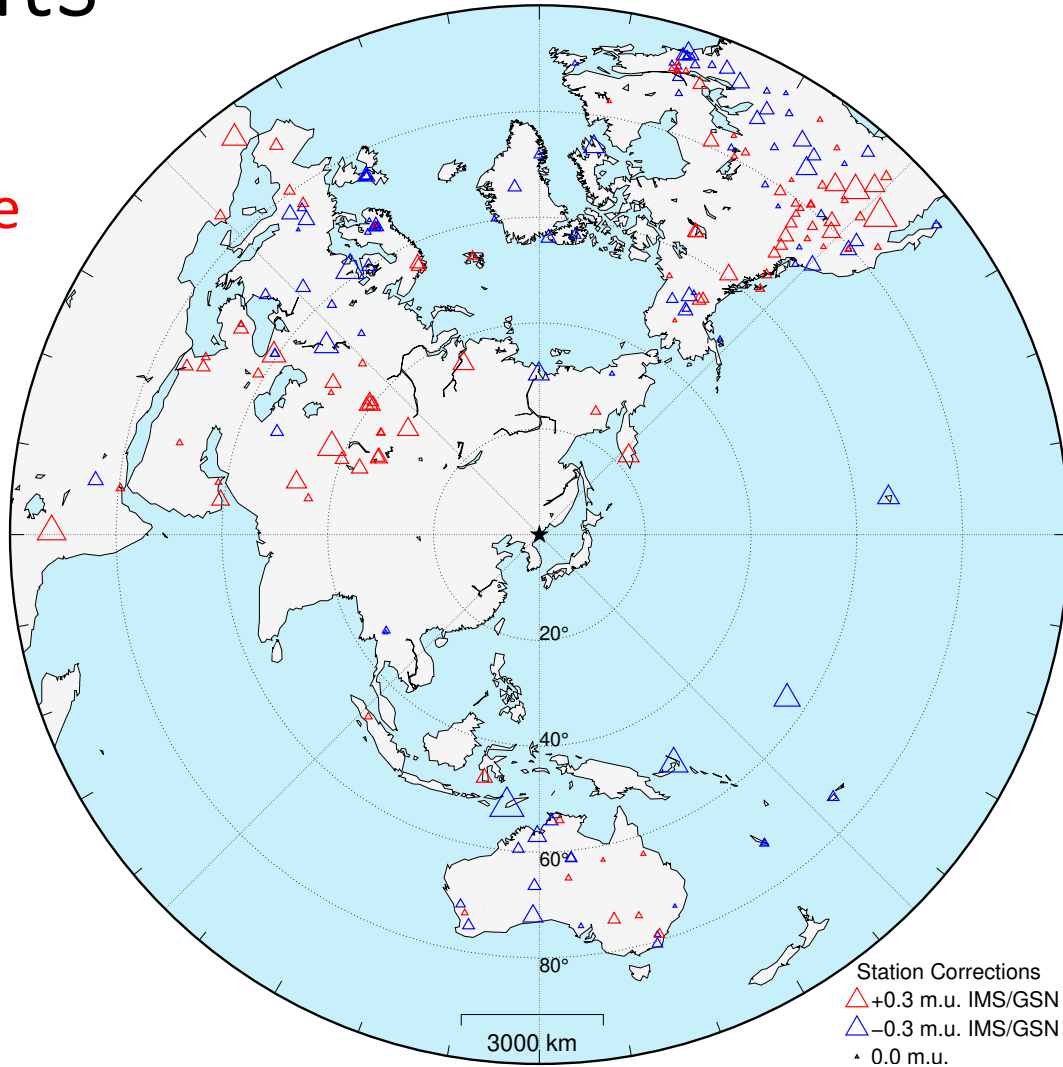 e
20°
40°
60°
80°
3000 km
Station Corrections
+0.3 m.u. IMS/GSN
−0.3 m.u. IMS/GSN
0.0 m.u.